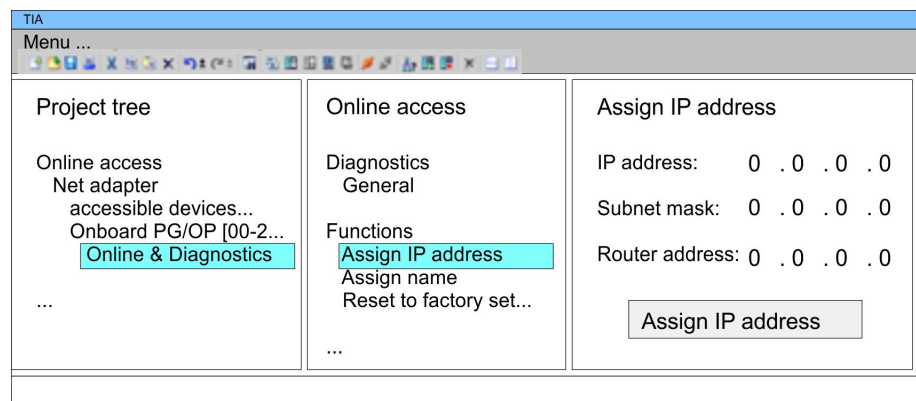 TIA
Menu ...
Project tree
Online access
Net adapter
accessible devices...
Onboard PG/OP [00-2...
Online & Diagnostics
...
Online access
Diagnostics
General
Functions
Assign IP address
Assign name
Reset to factory set...
...
Assign IP address
IP address: 0 . 0 . 0 . 0
Subnet mask: 0 . 0 . 0 . 0
Router address: 0 . 0 . 0 . 0
Assign IP address